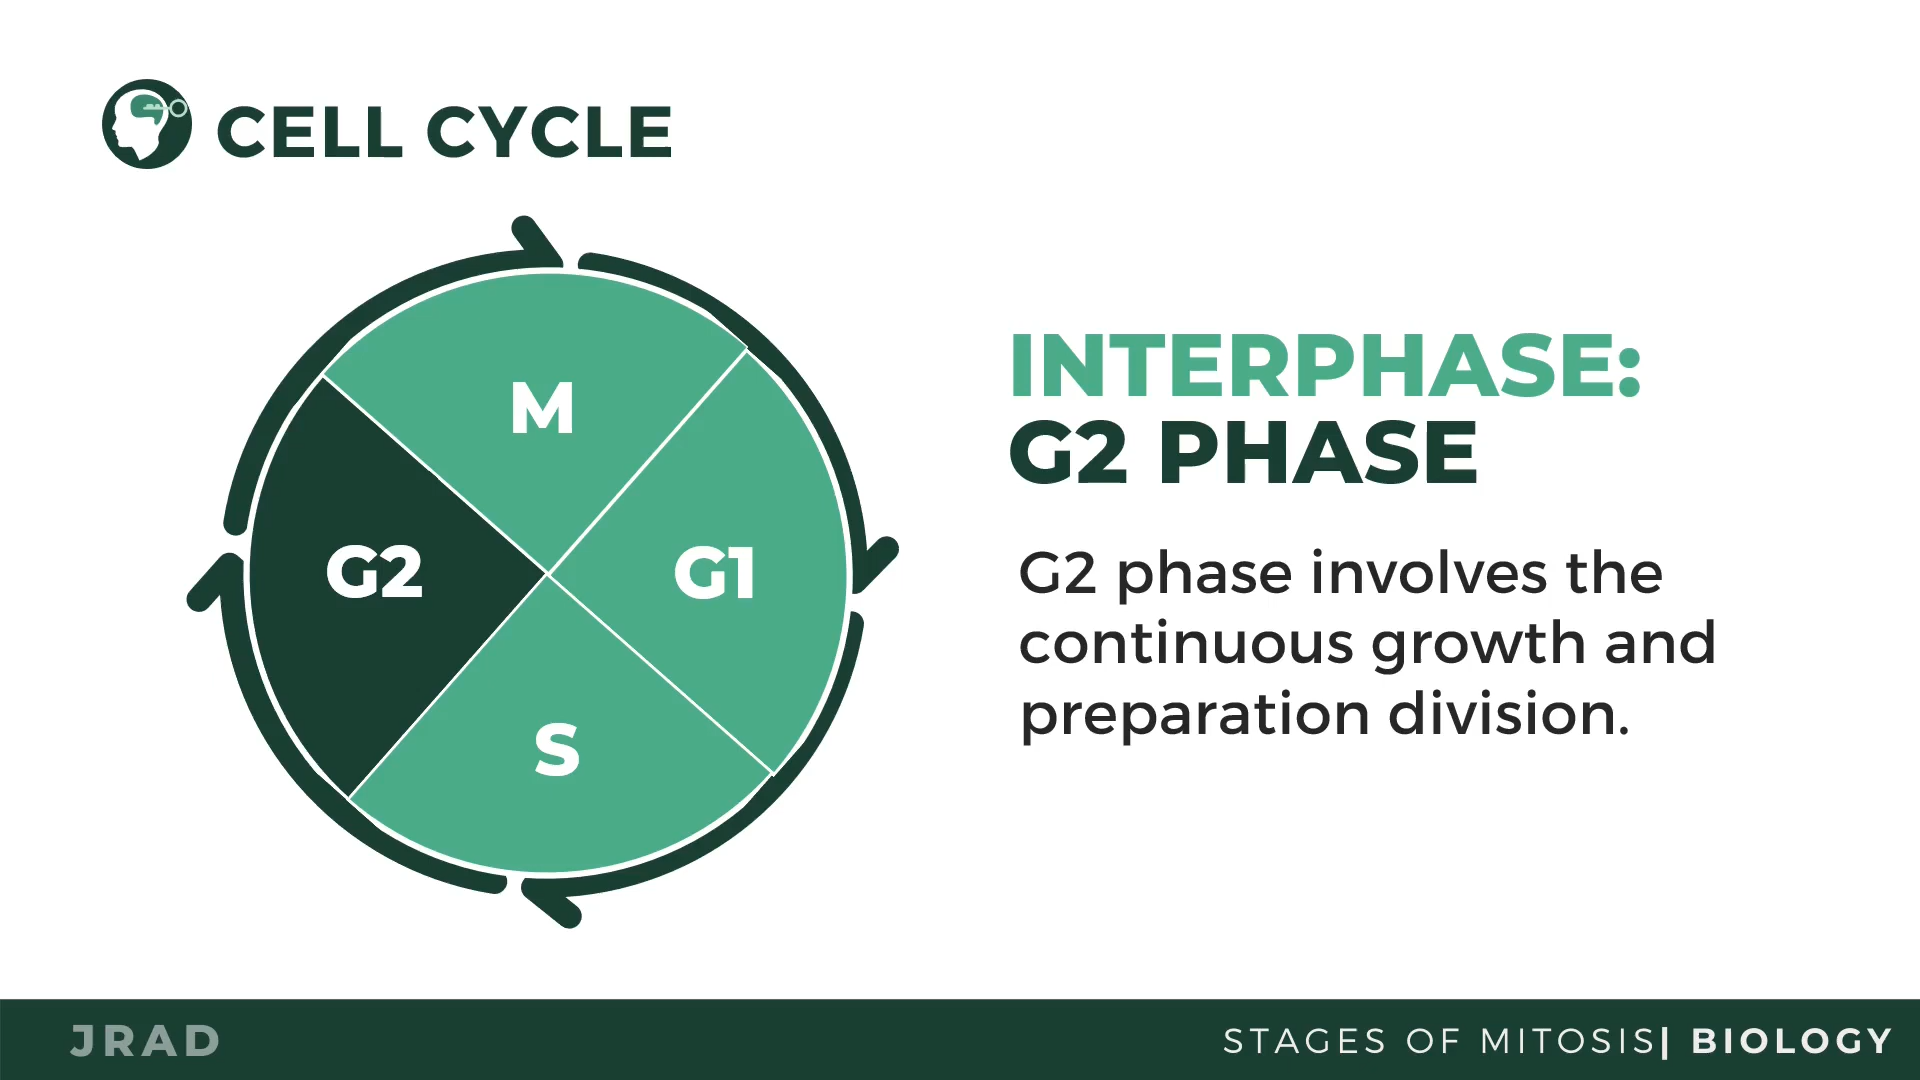 CELL CYCLE
M
G2
G1
S
INTERPHASE:
G2 PHASE
G2 phase involves the
continuous growth and
preparation division.
JRAD
STAGES OF MITOSIS| BIOLOGY